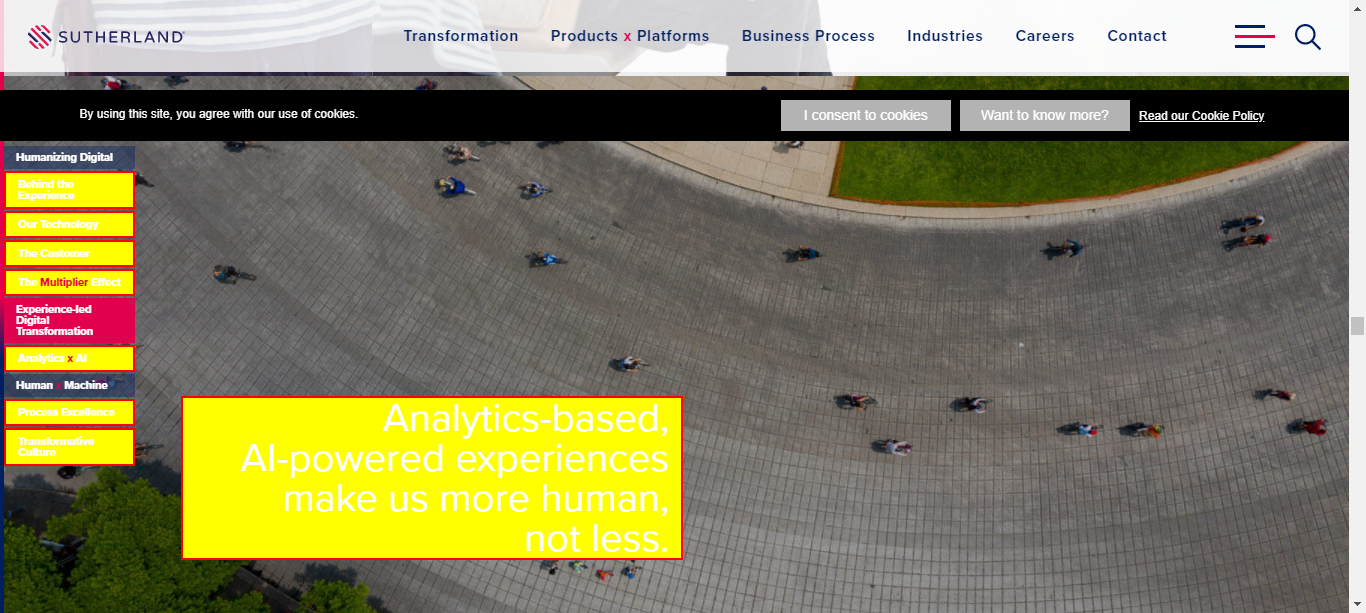 SUTHERLAND
Transformation
Products x Platforms
Business Process
Industries
Careers
Contact
By using this site, you agree with our use of cookies.
I consent to cookies
Want to know more?
Read our Cookie Policy
Humanizing Digital
Behind the
Experience
Our Technology
The Customer
The Multiplier Effect
Experience-led
Digital
Transformation
Analytics x AI
Human x Machine
Process Excellence
Transformative
Culture
Analytics-based,
AI-powered experiences
make us more human,
not less.